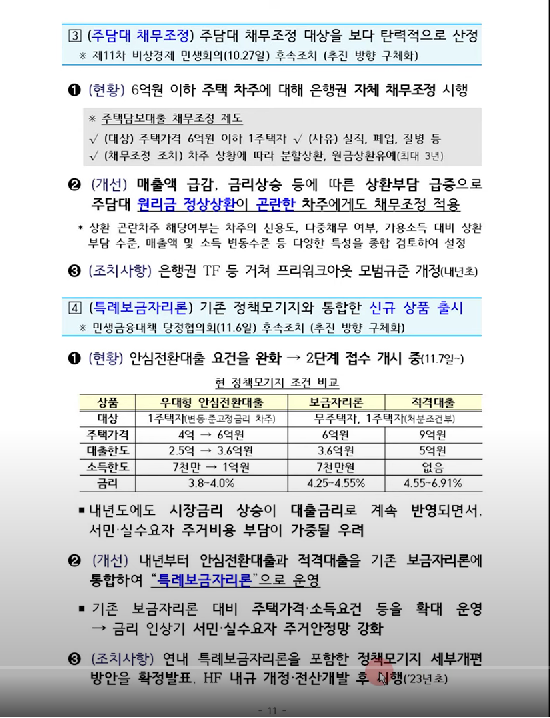 3 (주담대 채무조정) 주담대 채무조정 대상을 보다 탄력적으로 산정
※ 제11차 비상경제 민생회의(10.27일) 후속조치 (추진 방향 구체화)
❶ (현황) 6억원 이하 주택 차주에 대해 은행권 자체 채무조정 시행
※ 주택담보대출 채무조정 제도
√ (대상) 주택가격 6억원 이하 1주택자 √ (사유) 실직, 폐업, 질병 등
√ (채무조정 조치) 차주 상황에 따라 분할상환, 원금상환유예(최대 3년)
❷ (개선) 매출액 급감, 금리상승 등에 따른 상환부담 급증으로
주담대 원리금 정상상환이 곤란한 차주에게도 채무조정 적용
* 상환 곤란차주 해당여부는 차주의 신용도, 다중채무 여부, 가용소득 대비 상환
부담 수준, 매출액 및 소득 변동수준 등 다양한 특성을 종합 검토하여 설정
❸ (조치사항) 은행권 TF 등 거쳐 프리워크아웃 모범규준 개정(내년초)
4 (특례보금자리론) 기존 정책모기지와 통합한 신규 상품 출시
※ 민생금융대책 당정협의회(11.6일) 후속조치 (추진 방향 구체화)
❶ (현황) 안심전환대출 요건을 완화 → 2단계 접수 개시 중(11.7일~)
현 정책모기지 조건 비교
상품 우대형 안심전환대출 보금자리론 적격대출
대상 1주택자(변동·준고정금리 차주) 무주택자, 1주택자(처분조건부)
주택가격 4억 → 6억원 6억원 9억원
대출한도 2.5억 → 3.6억원 3.6억원 5억원
소득한도 7천만 → 1억원 7천만원 없음
금리 3.8~4.0% 4.25~4.55% 4.55~6.91%
■ 내년도에도 시장금리 상승이 대출금리로 계속 반영되면서,
서민·실수요자 주거비용 부담이 가중될 우려
❷ (개선) 내년부터 안심전환대출과 적격대출을 기존 보금자리론에
통합하여 “특례보금자리론”으로 운영
■ 기존 보금자리론 대비 주택가격·소득요건 등을 확대 운영
→ 금리 인상기 서민·실수요자 주거안정망 강화
❸ (조치사항) 연내 특례보금자리론을 포함한 정책모기지 세부개편
방안을 확정발표, HF 내규 개정·전산개발 후 시행('23년초)
- 11 -